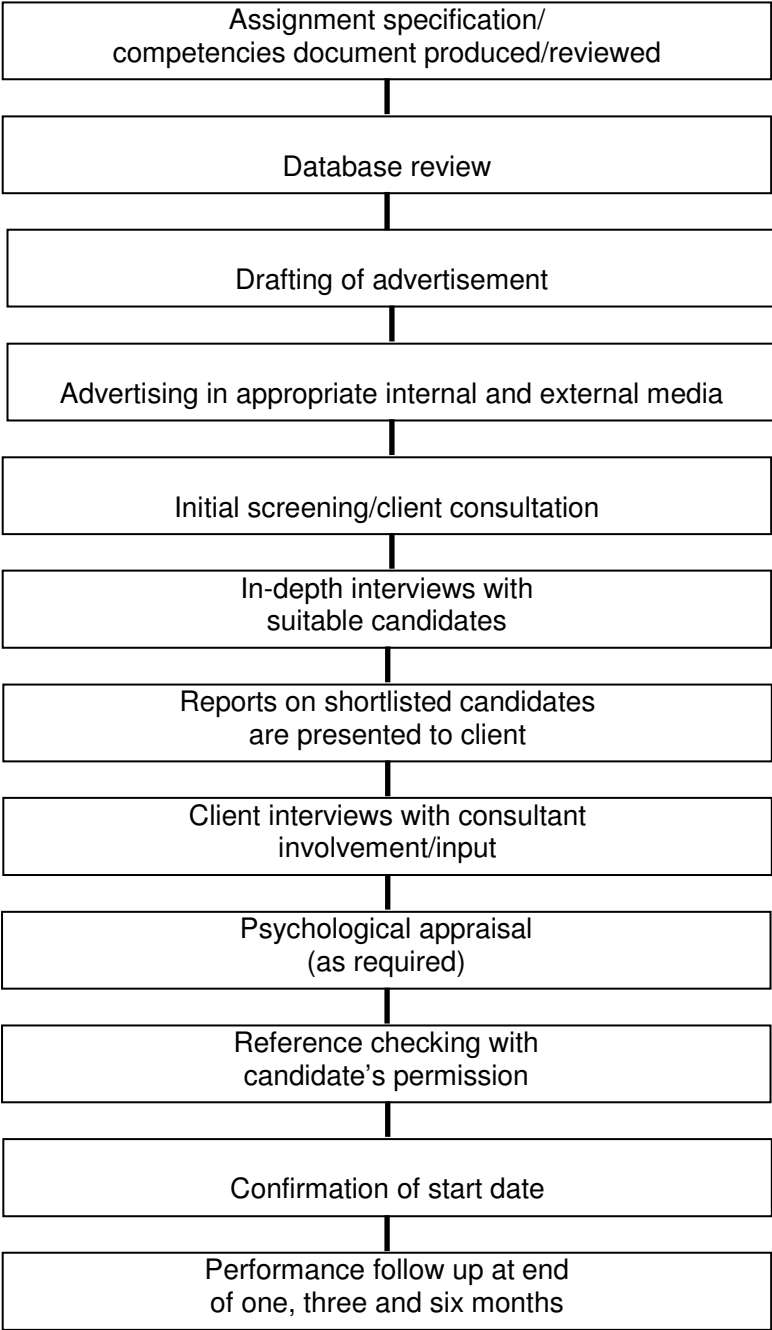 Assignment specification/
competencies document produced/reviewed
Database review
Drafting of advertisement
Advertising in appropriate internal and external media
Initial screening/client consultation
In-depth interviews with
suitable candidates
Reports on shortlisted candidates
are presented to client
Client interviews with consultant
involvement/input
Psychological appraisal
(as required)
Reference checking with
candidate’s permission
Confirmation of start date
Performance follow up at end
of one, three and six months